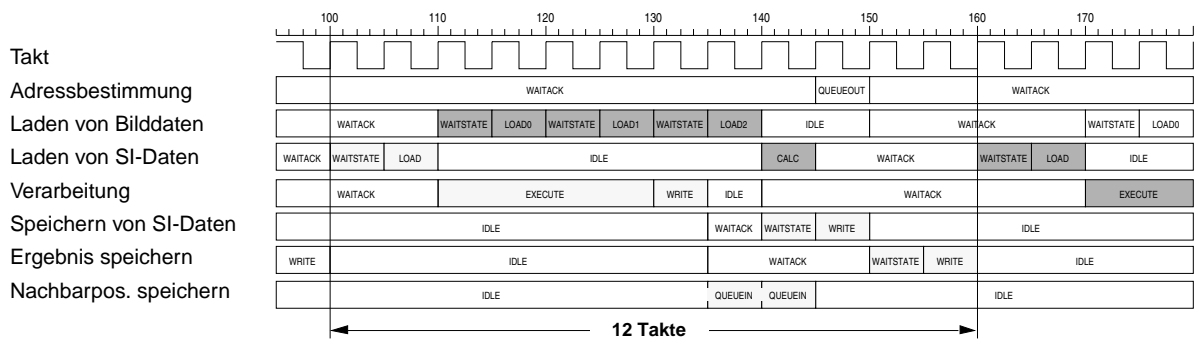 100 110 120 130 140 150 160 170
Takt
Adressbestimmung WAITACK QUEUEOUT WAITACK
Laden von Bilddaten WAITACK WAITSTATE LOAD0 WAITSTATE LOAD1 WAITSTATE LOAD2 IDLE WAITACK WAITSTATE LOAD0
Laden von SI-Daten WAITACK WAITSTATE LOAD IDLE CALC WAITACK WAITSTATE LOAD IDLE
Verarbeitung WAITACK EXECUTE WRITE IDLE WAITACK EXECUTE
Speichern von SI-Daten IDLE WAITACK WAITSTATE WRITE IDLE
Ergebnis speichern WRITE IDLE WAITACK WAITSTATE WRITE IDLE
Nachbarpos. speichern IDLE QUEUEIN QUEUEIN IDLE
12 Takte